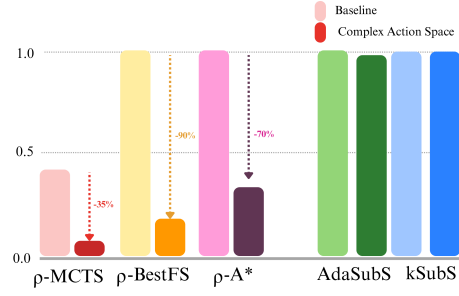 Baseline
Complex Action Space
1.0
0.5
0.0
-35%
-90%
-70%
ρ-MCTS
ρ-BestFS
ρ-A*
AdaSubS
kSubS